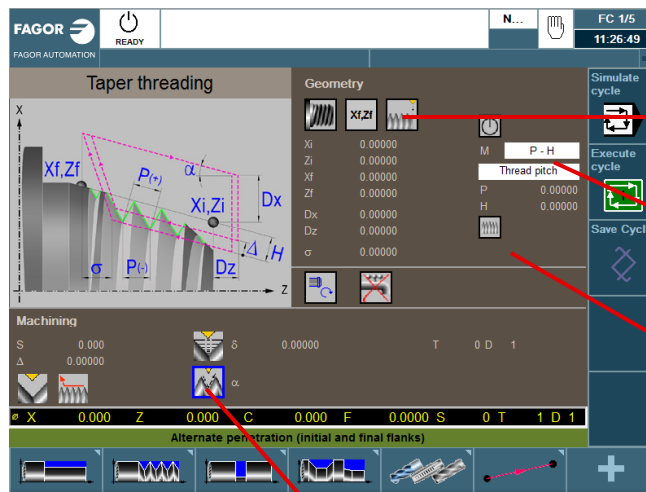 FAGOR
READY
FAGOR AUTOMATION
N...
FC 1/5
11:26:49
Taper threading
X
Xf,Zf
P(+)
α
Dx
Xi,Zi
Δ
H
σ
P(-)
Dz
Z
Geometry
Xf,Zf
Xi 0.00000
Zi 0.00000
Xf 0.00000
Zf 0.00000
Dx 0.00000
Dz 0.00000
σ 0.00000
M P - H
Thread pitch
P 0.00000
H 0.00000
Simulate
cycle
Execute
cycle
Save Cycl
Machining
S 0.000
Δ 0.00000
δ 0.00000
T 0 D 1
α
ø X 0.000 Z 0.000 C 0.000 F 0.0000 S 0 T 1 D 1
Alternate penetration (initial and final flanks)